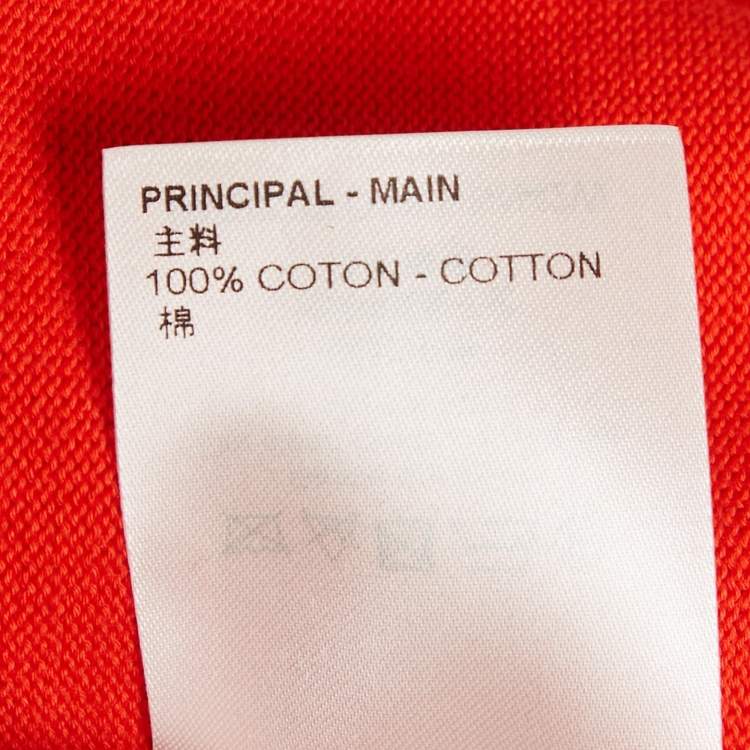 PRINCIPAL - MAIN
主料
100% COTON - COTTON
棉